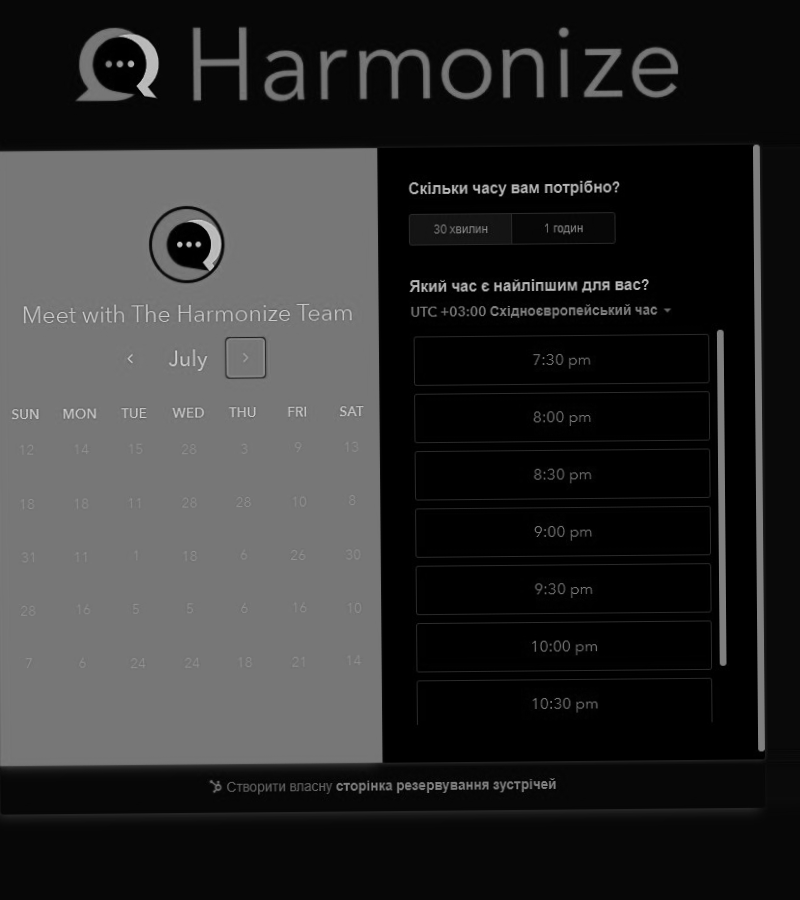 Harmonize
Meet with The Harmonize Team
July
SUN MON TUE WED THU FRI SAT
12 14 15 28 3 9 13
18 18 11 28 28 10 8
31 11 1 18 6 26 30
28 16 5 5 6 16 10
7 6 24 24 18 21 14
Скільки часу вам потрібно?
30 хвилин 1 годин
Який час є найліпшим для вас?
UTC +03:00 Східноєвропейський час
7:30 pm
8:00 pm
8:30 pm
9:00 pm
9:30 pm
10:00 pm
10:30 pm
Створити власну сторінка резервування зустрічей